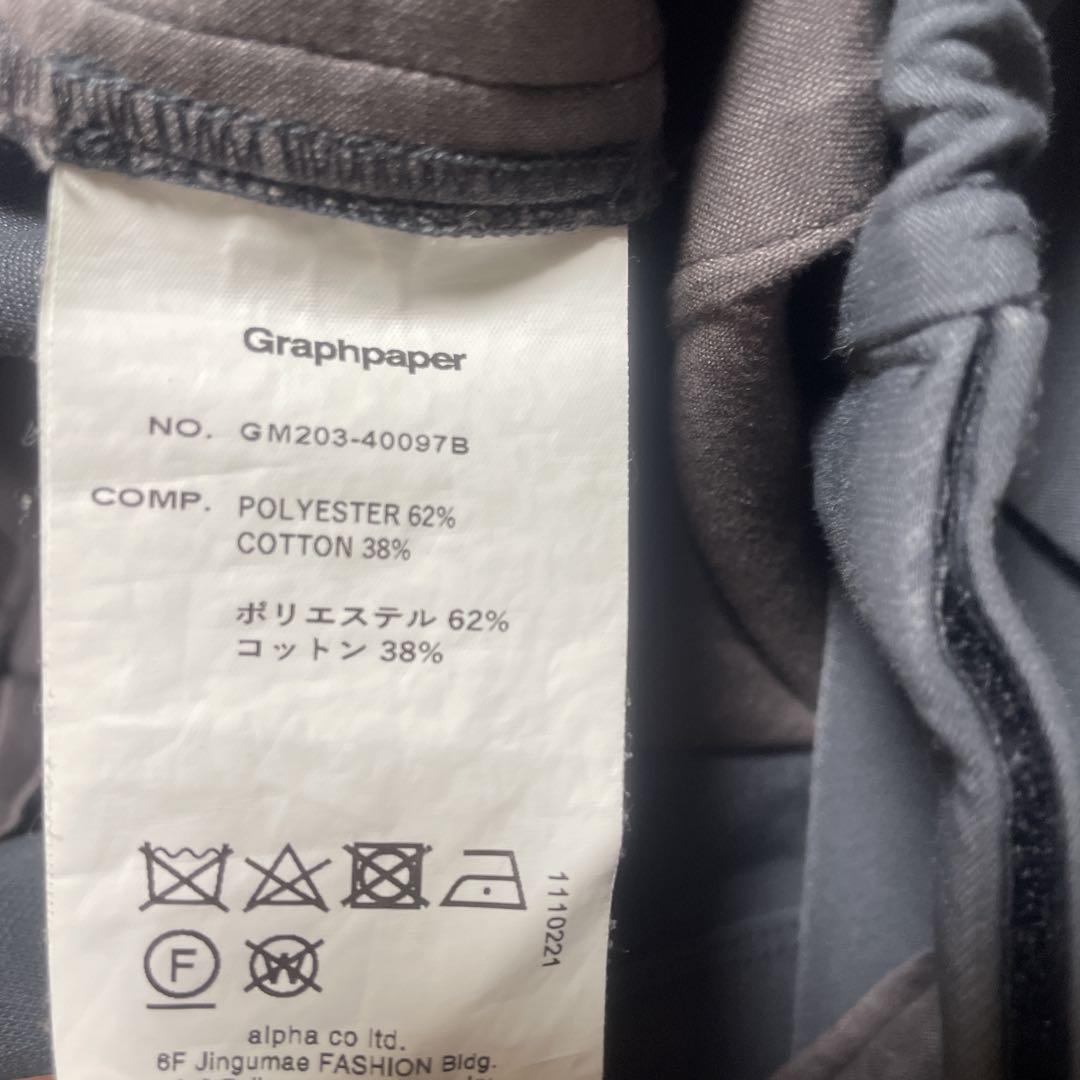 Graphpaper
NO. GM203-40097B
COMP. POLYESTER 62%
COTTON 38%
ポリエステル 62%
コットン 38%
1110221
F
W
alpha co ltd.
6F Jingumae FASHION Bldg.